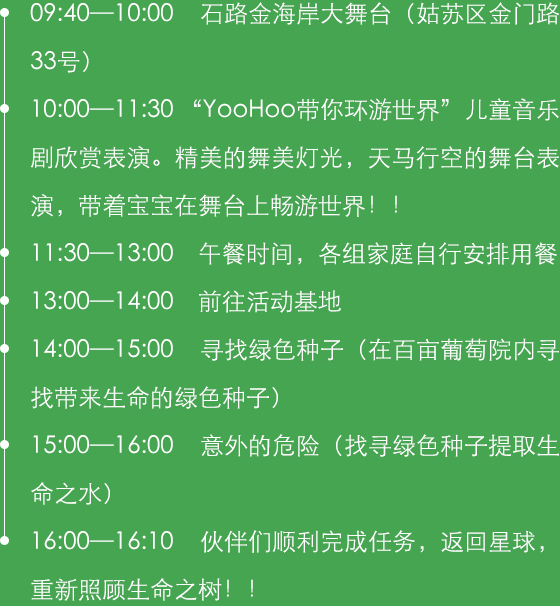 09:40—10:00 石路金海岸大舞台（姑苏区金门路
33号）
10:00—11:30 “YooHoo带你环游世界”儿童音乐
剧欣赏表演。精美的舞美灯光，天马行空的舞台表
演，带着宝宝在舞台上畅游世界！！
11:30—13:00 午餐时间，各组家庭自行安排用餐
13:00—14:00 前往活动基地
14:00—15:00 寻找绿色种子（在百亩葡萄院内寻
找带来生命的绿色种子）
15:00—16:00 意外的危险（找寻绿色种子提取生
命之水）
16:00—16:10 伙伴们顺利完成任务，返回星球，
重新照顾生命之树！！